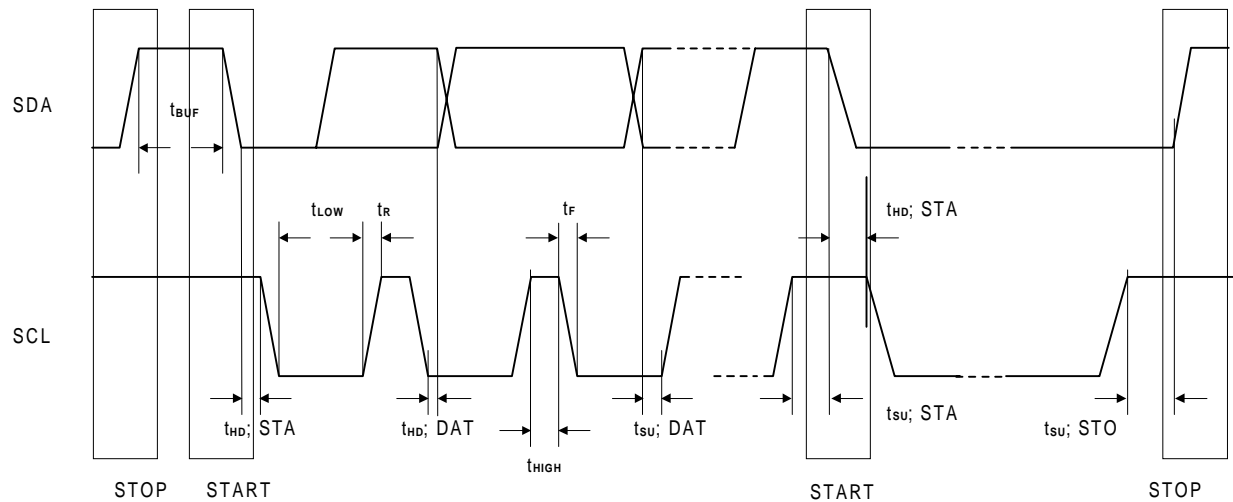 SDA
tBUF
tLOW
tR
tF
tHD; STA
SCL
tHD; STA
tHD; DAT
tSU; DAT
tSU; STA
tSU; STO
tHIGH
STOP
START
START
STOP